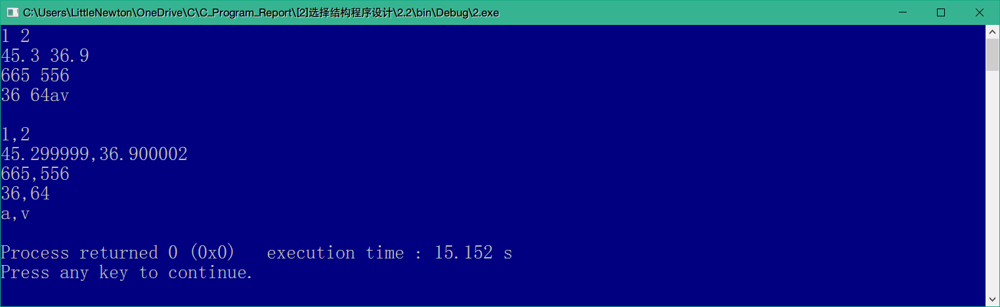 C:\Users\LittleNewton\OneDrive\C\C_Program_Report\[2]选择结构程序设计\2.2\bin\Debug\2.exe
1 2
45.3 36.9
665 556
36 64av
1,2
45.299999,36.900002
665,556
36,64
a,v
Process returned 0 (0x0)   execution time : 15.152 s
Press any key to continue.